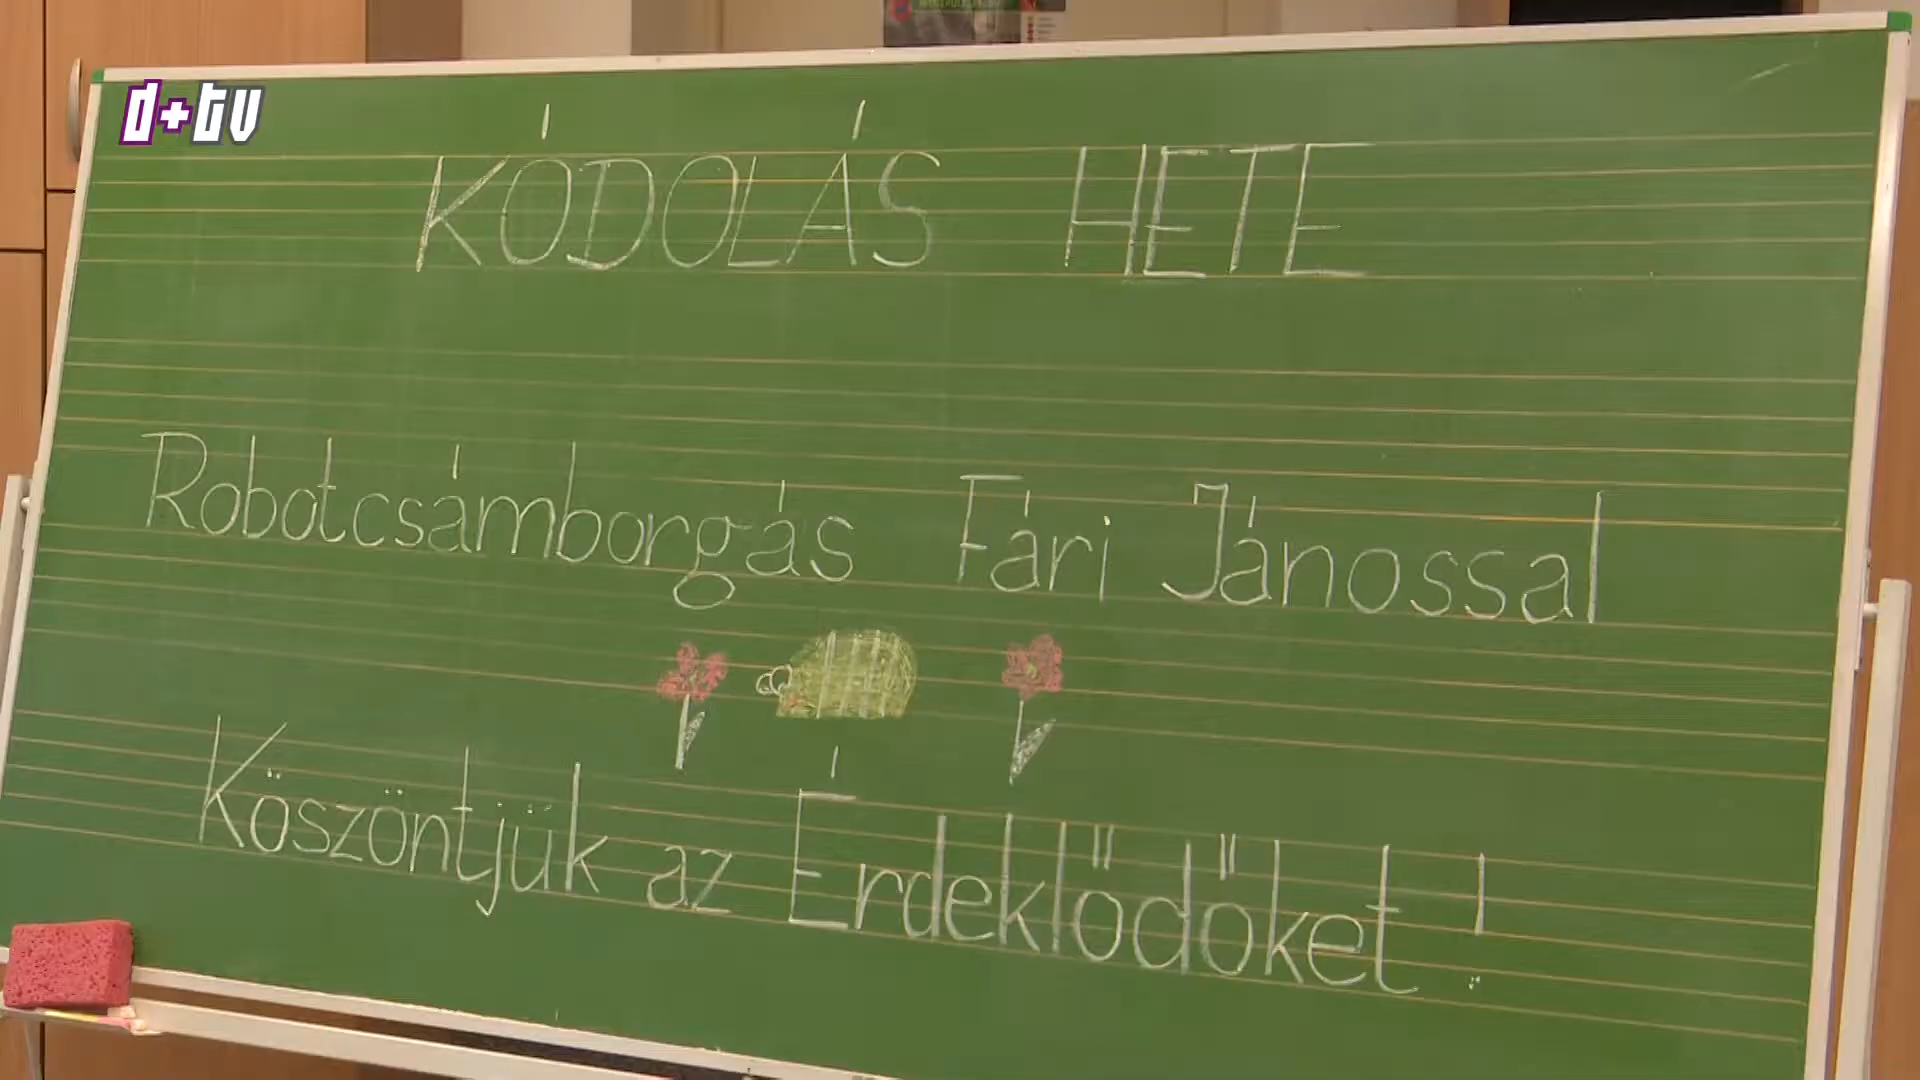 d+tv
KÓDOLÁS HETE
Robotcsámborgás Fári Jánossal
Köszöntjük az Érdeklődőket!